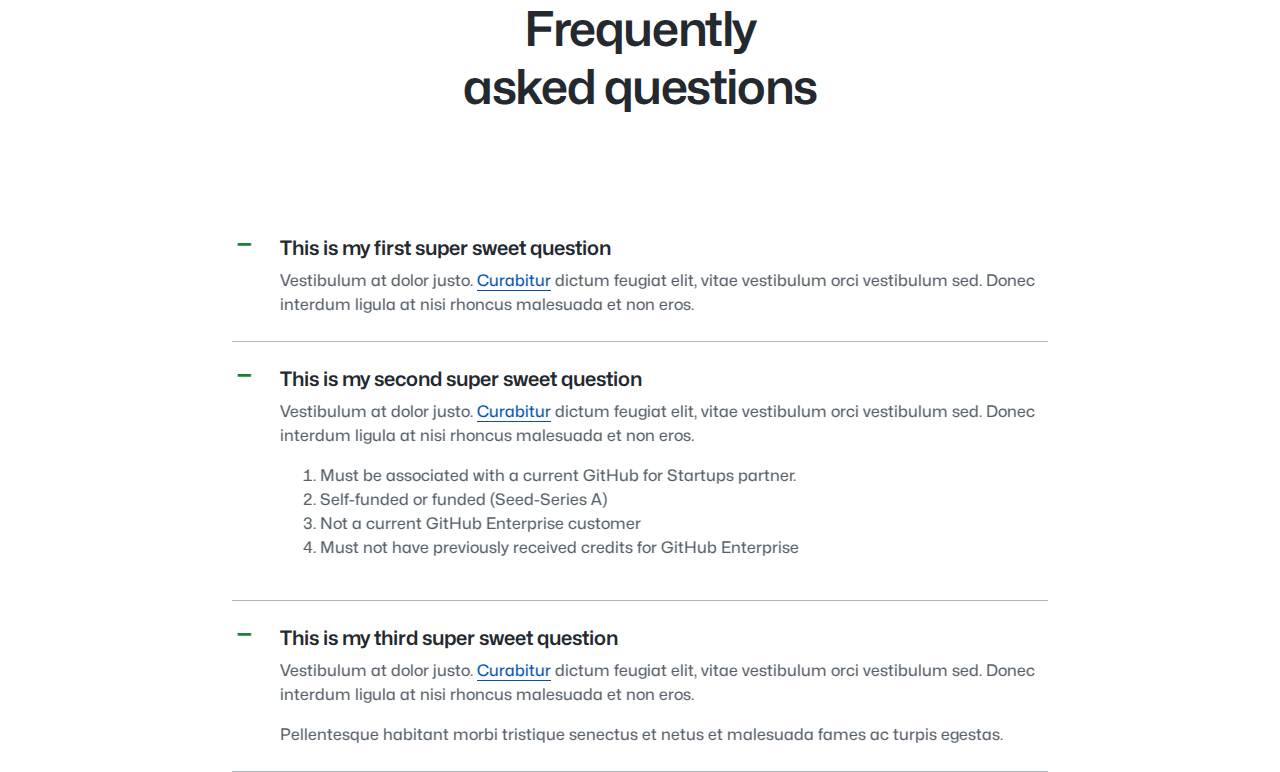 Frequently
asked questions
This is my first super sweet question
Vestibulum at dolor justo. Curabitur dictum feugiat elit, vitae vestibulum orci vestibulum sed. Donec
interdum ligula at nisi rhoncus malesuada et non eros.
This is my second super sweet question
Vestibulum at dolor justo. Curabitur dictum feugiat elit, vitae vestibulum orci vestibulum sed. Donec
interdum ligula at nisi rhoncus malesuada et non eros.
1. Must be associated with a current GitHub for Startups partner.
2. Self-funded or funded (Seed-Series A)
3. Not a current GitHub Enterprise customer
4. Must not have previously received credits for GitHub Enterprise
This is my third super sweet question
Vestibulum at dolor justo. Curabitur dictum feugiat elit, vitae vestibulum orci vestibulum sed. Donec
interdum ligula at nisi rhoncus malesuada et non eros.
Pellentesque habitant morbi tristique senectus et netus et malesuada fames ac turpis egestas.